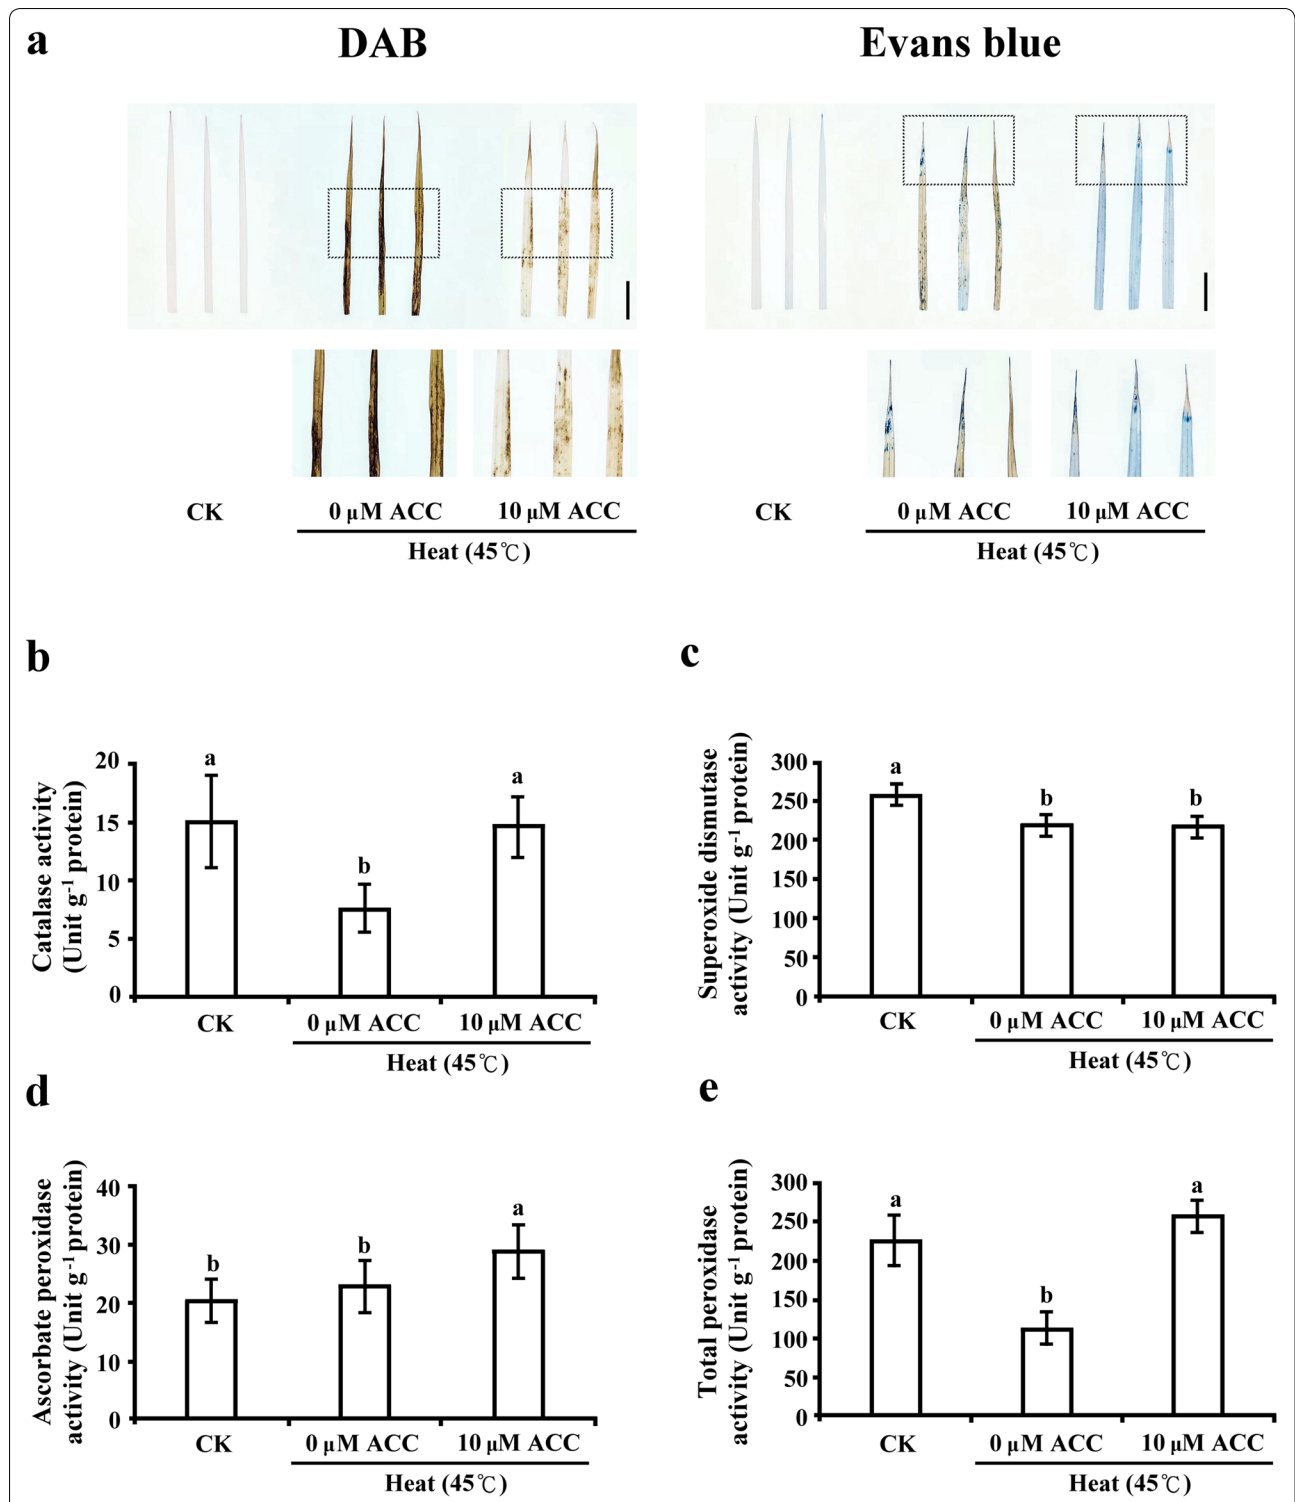 a
DAB
Evans blue
CK
0 μM ACC
10 μM ACC
Heat (45℃)
CK
0 μM ACC
10 μM ACC
Heat (45℃)
b
Catalase activity
(Unit g⁻¹ protein)
20
15
10
5
0
a
b
a
CK
0 μM ACC
10 μM ACC
Heat (45℃)
c
Superoxide dismutase
activity (Unit g⁻¹ protein)
300
250
200
150
100
50
0
a
b
b
CK
0 μM ACC
10 μM ACC
Heat (45℃)
d
Ascorbate peroxidase
activity (Unit g⁻¹ protein)
40
30
20
10
0
b
b
a
CK
0 μM ACC
10 μM ACC
Heat (45℃)
e
Total peroxidase
activity (Unit g⁻¹ protein)
300
250
200
150
100
50
0
a
b
a
CK
0 μM ACC
10 μM ACC
Heat (45℃)